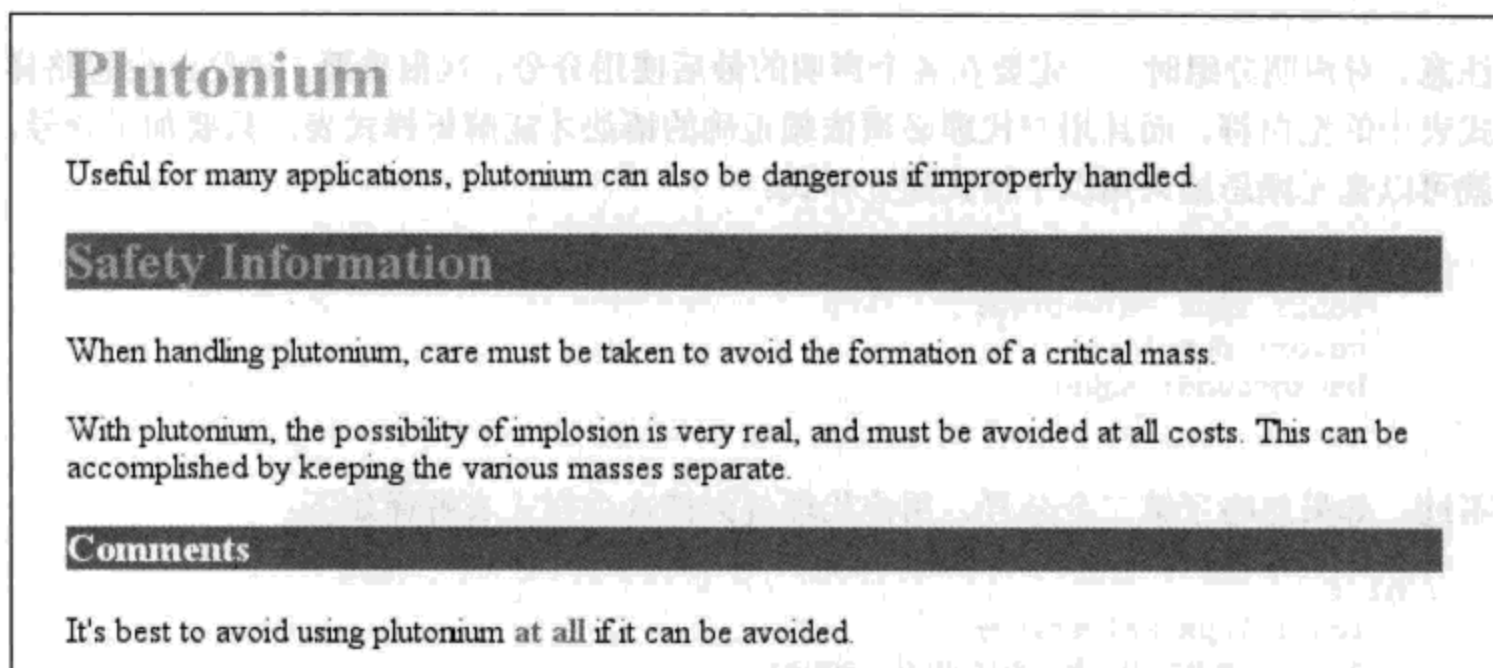 Plutonium
Useful for many applications, plutonium can also be dangerous if improperly handled.
Safety Information
When handling plutonium, care must be taken to avoid the formation of a critical mass.
With plutonium, the possibility of implosion is very real, and must be avoided at all costs. This can be
accomplished by keeping the various masses separate.
Comments
It's best to avoid using plutonium at all if it can be avoided.